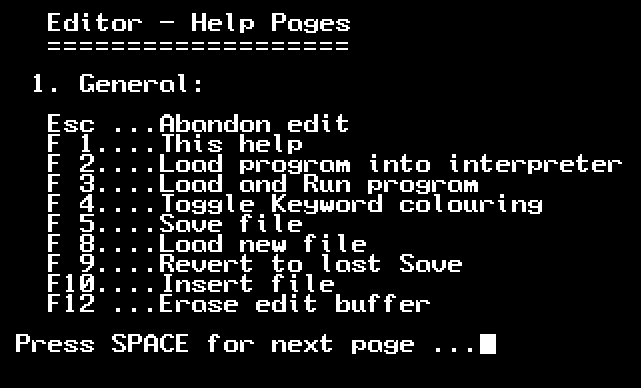 Editor - Help Pages
===================
1. General:
Esc ...Abandon edit
F 1....This help
F 2....Load program into interpreter
F 3....Load and Run program
F 4....Toggle Keyword colouring
F 5....Save file
F 8....Load new file
F 9....Revert to last Save
F10....Insert file
F12 ...Erase edit buffer
Press SPACE for next page ...